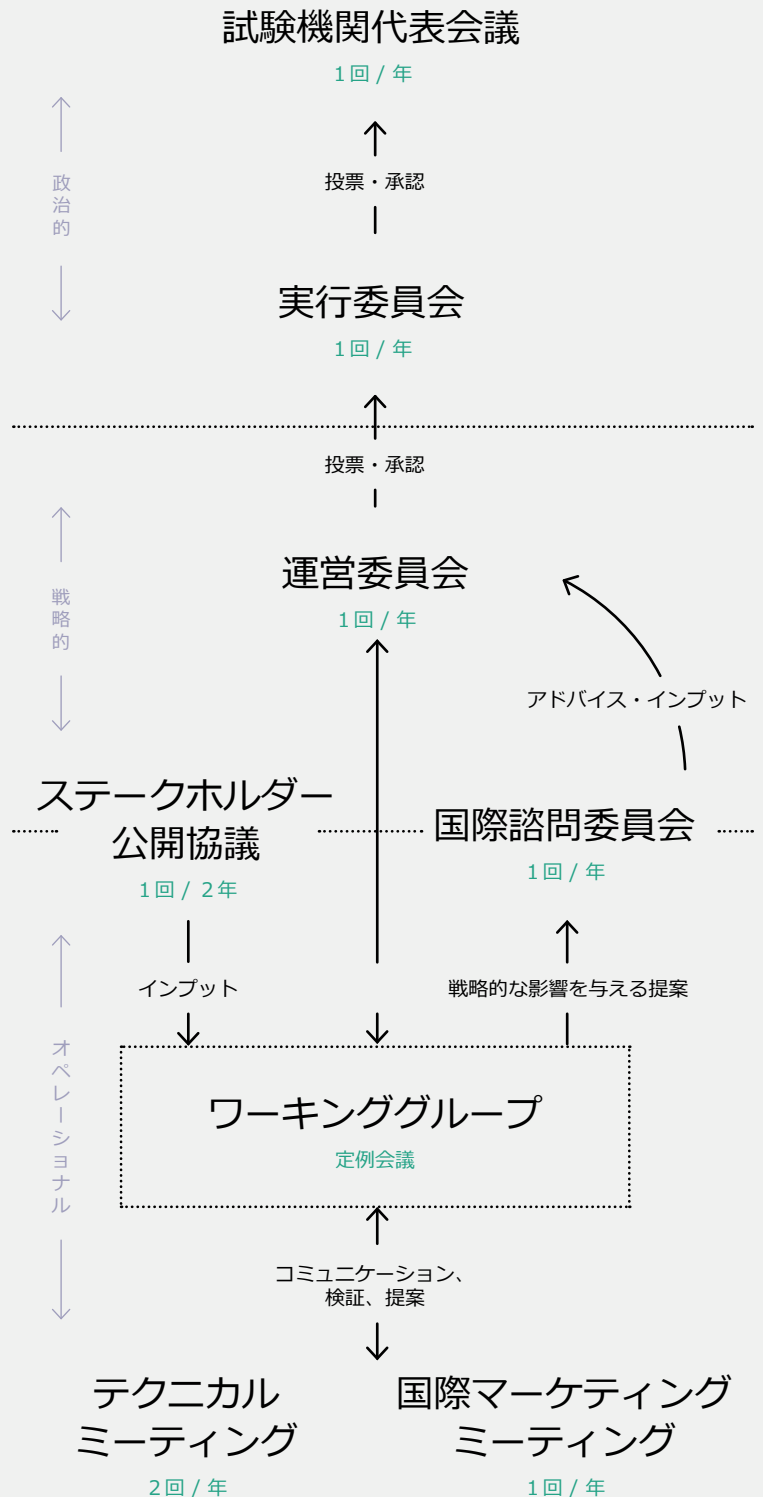 試験機関代表会議
1回 / 年
政治的
投票・承認
実行委員会
1回 / 年
投票・承認
戦略的
運営委員会
1回 / 年
アドバイス・インプット
ステークホルダー
公開協議
1回 / 2年
国際諮問委員会
1回 / 年
インプット
戦略的な影響を与える提案
オペレーショナル
ワーキンググループ
定例会議
コミュニケーション、
検証、提案
テクニカル
ミーティング
2回 / 年
国際マーケティング
ミーティング
1回 / 年